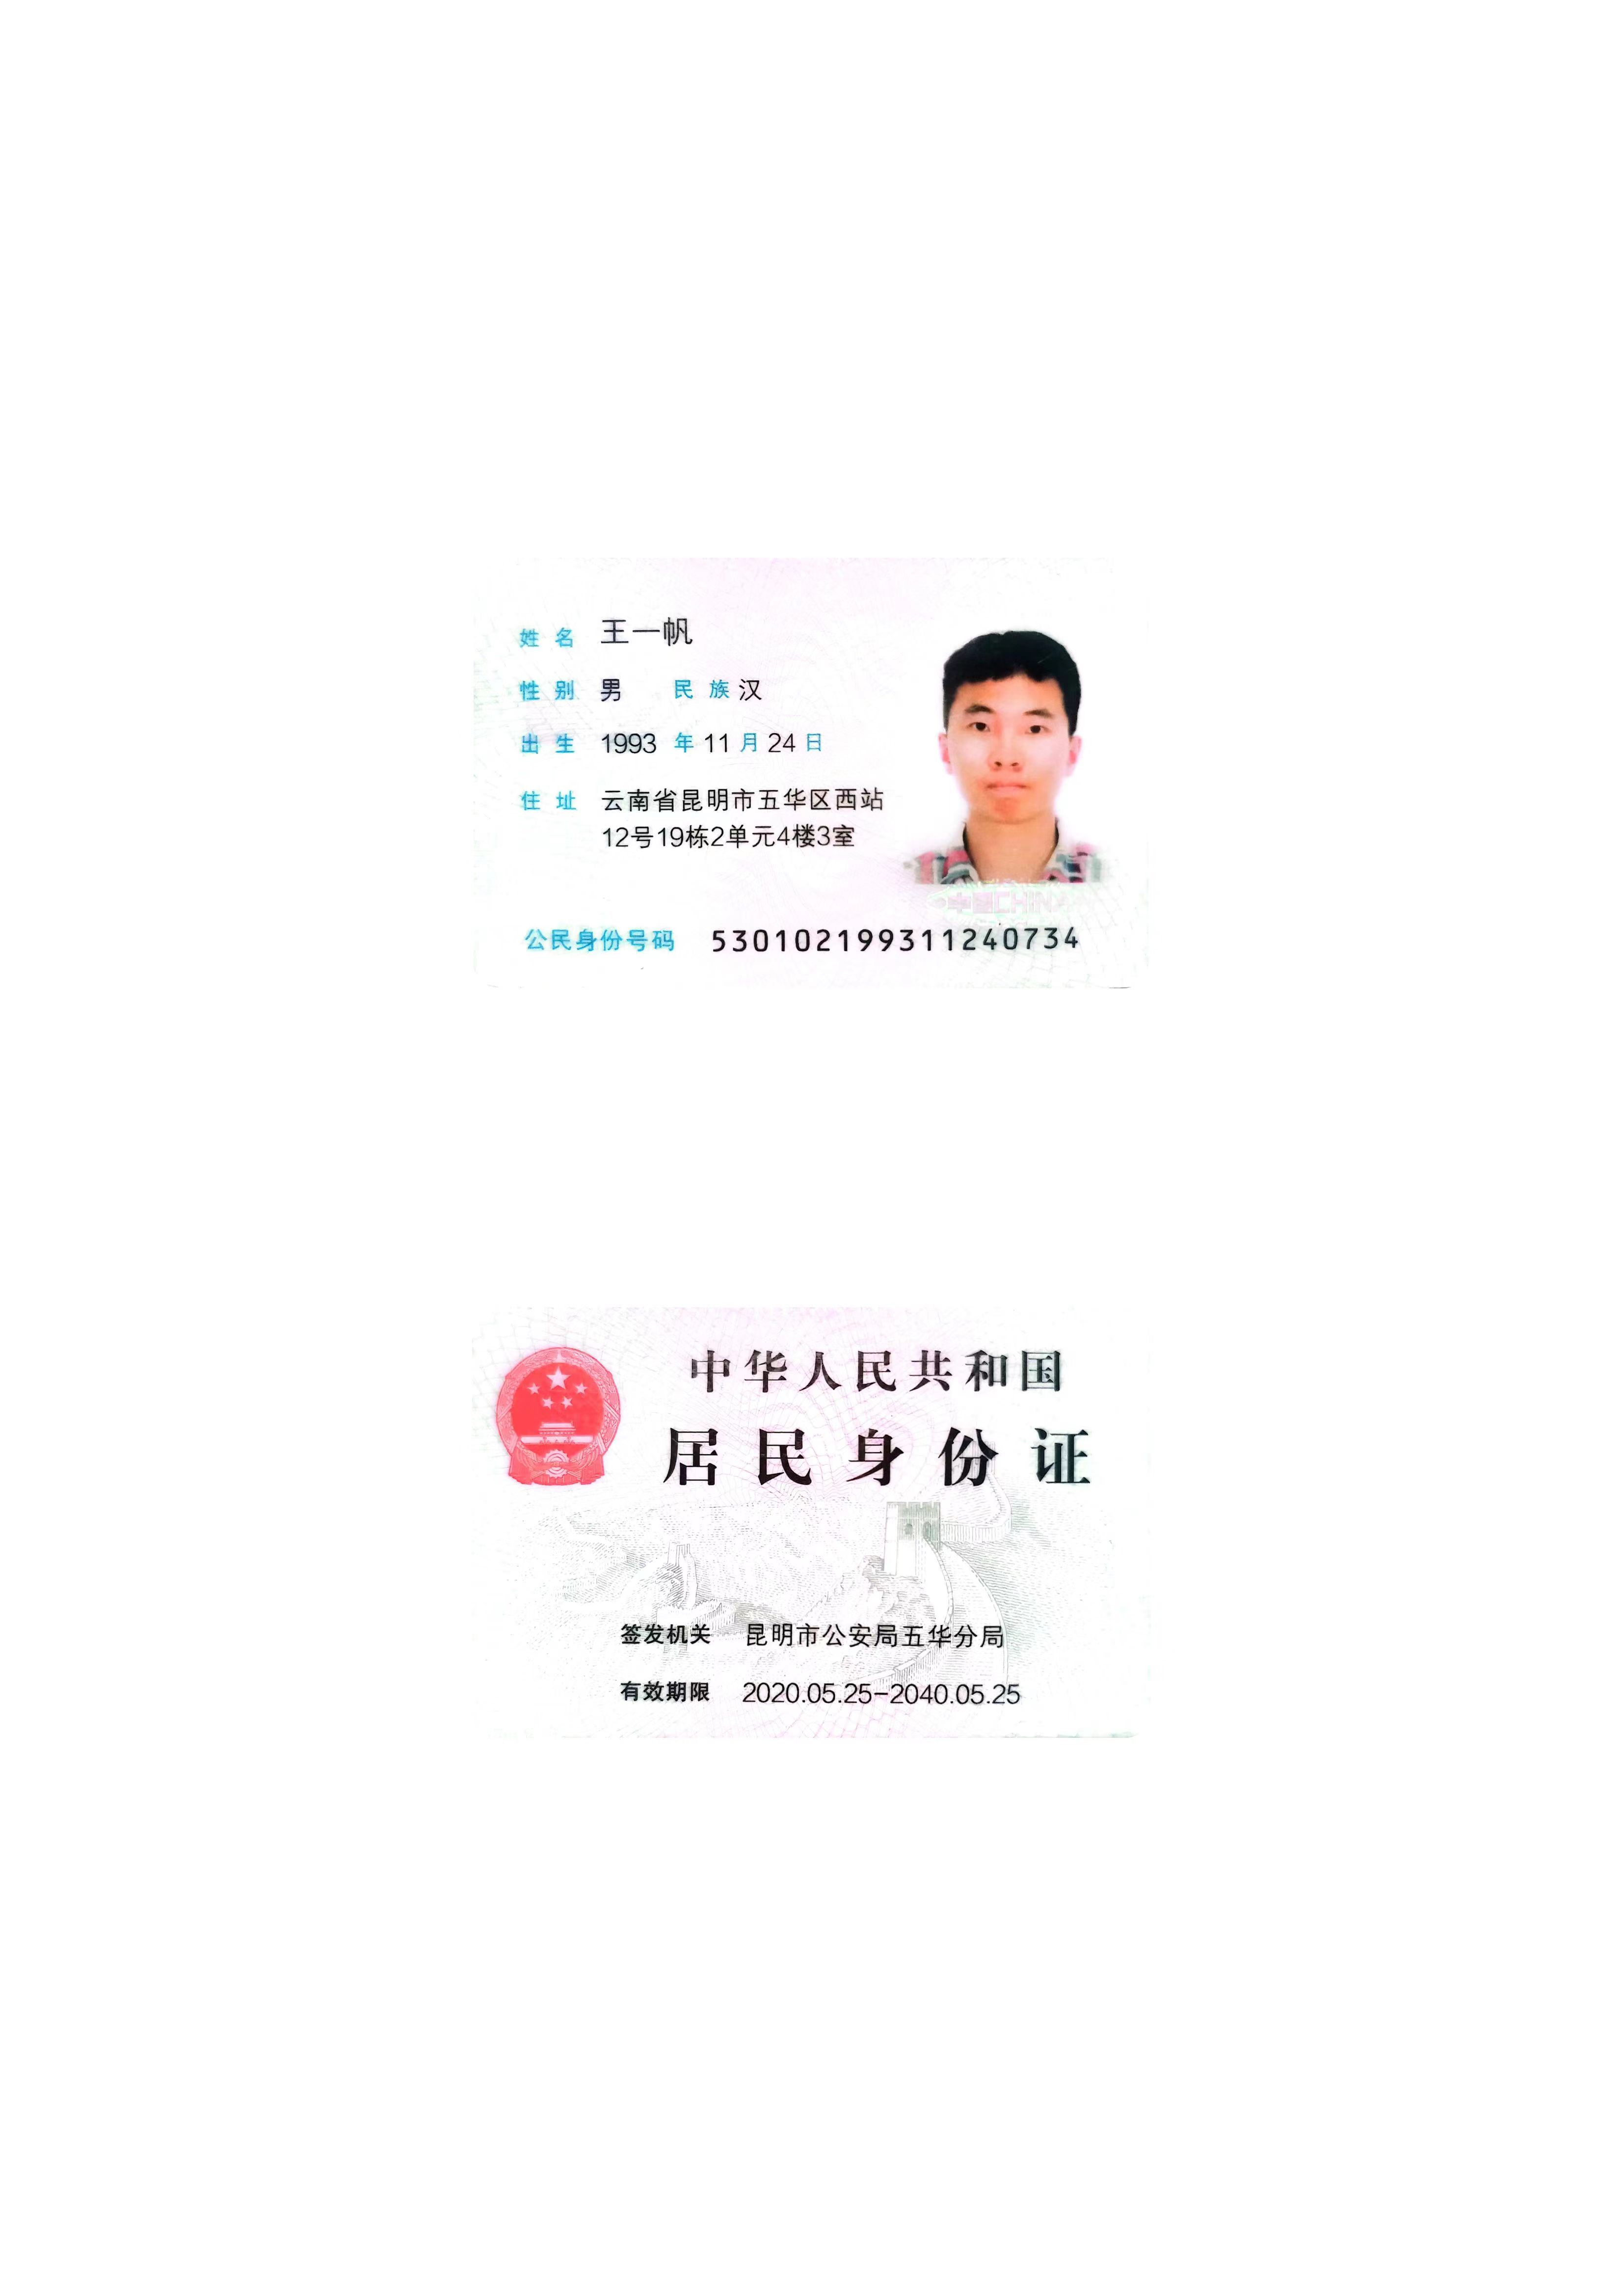 姓名 王一帆
性别 男 民族 汉
出生 1993 年 11 月 24 日
住址 云南省昆明市五华区西站
12号19栋2单元4楼3室
中国CHINA
公民身份号码 530102199311240734
中华人民共和国
居民身份证
签发机关 昆明市公安局五华分局
有效期限 2020.05.25-2040.05.25